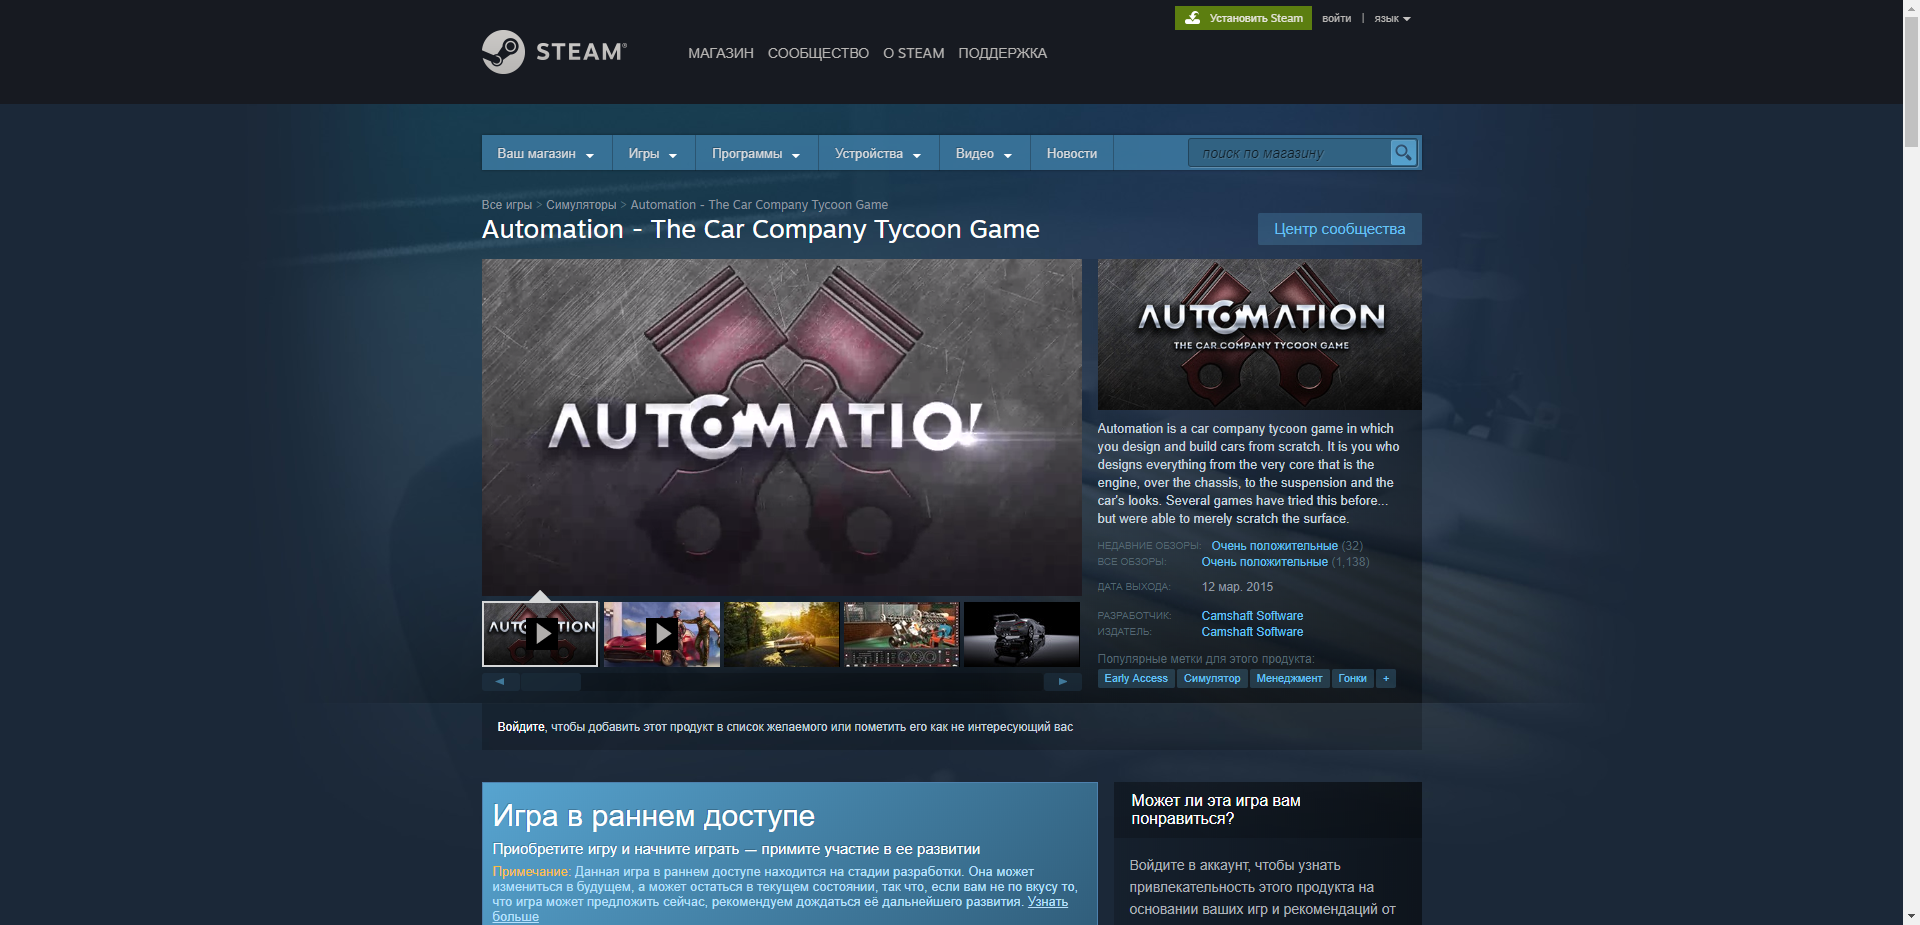 Установить Steam войти | язык
STEAM®
МАГАЗИН СООБЩЕСТВО О STEAM ПОДДЕРЖКА
Ваш магазин Игры Программы Устройства Видео Новости поиск по магазину
Все игры > Симуляторы > Automation - The Car Company Tycoon Game
Automation - The Car Company Tycoon Game
Центр сообщества
AUTOMATIO
AUTOMATION
THE CAR COMPANY TYCOON GAME
Automation is a car company tycoon game in which
you design and build cars from scratch. It is you who
designs everything from the very core that is the
engine, over the chassis, to the suspension and the
car's looks. Several games have tried this before...
but were able to merely scratch the surface.
НЕДАВНИЕ ОБЗОРЫ: Очень положительные (32)
ВСЕ ОБЗОРЫ: Очень положительные (1,138)
ДАТА ВЫХОДА: 12 мар. 2015
РАЗРАБОТЧИК: Camshaft Software
ИЗДАТЕЛЬ: Camshaft Software
Популярные метки для этого продукта:
Early Access Симулятор Менеджмент Гонки +
AUTOMATION
Войдите, чтобы добавить этот продукт в список желаемого или пометить его как не интересующий вас
Игра в раннем доступе
Приобретите игру и начните играть — примите участие в ее развитии
Примечание: Данная игра в раннем доступе находится на стадии разработки. Она может
измениться в будущем, а может остаться в текущем состоянии, так что, если вам не по вкусу то,
что игра может предложить сейчас, рекомендуем дождаться её дальнейшего развития. Узнать
больше
Может ли эта игра вам
понравиться?
Войдите в аккаунт, чтобы узнать
привлекательность этого продукта на
основании ваших игр и рекомендаций от